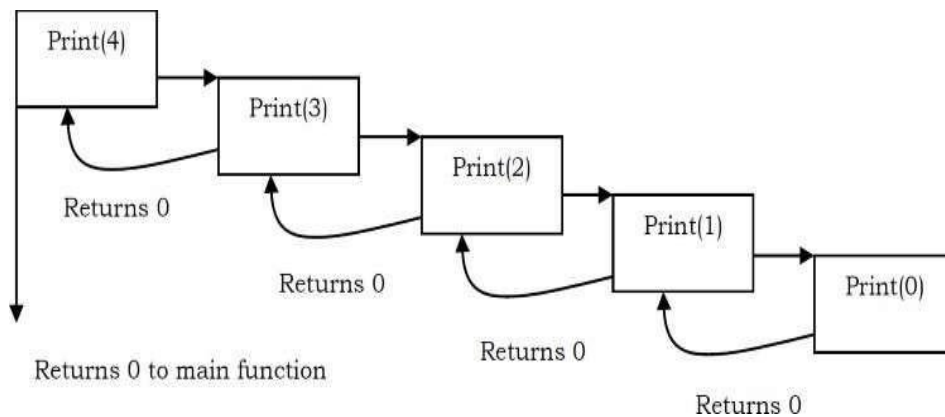 Print(4)
Print(3)
Print(2)
Print(1)
Print(0)
Returns 0
Returns 0
Returns 0
Returns 0
Returns 0 to main function